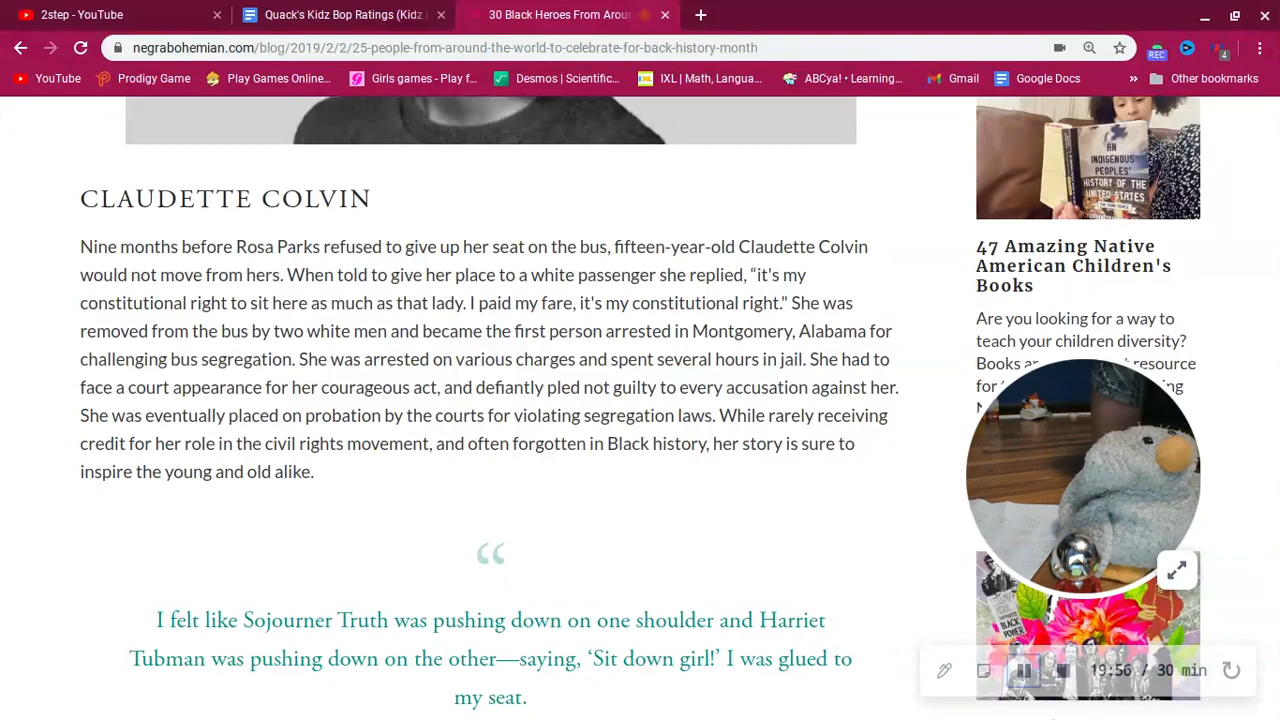 2step - YouTube
Quack's Kidz Bop Ratings (Kidz
30 Black Heroes From Arou
negrabohemian.com/blog/2019/2/2/25-people-from-around-the-world-to-celebrate-for-back-history-month
REC
4
YouTube
Prodigy Game
Play Games Online...
Girls games - Play f...
Desmos | Scientific...
IXL | Math, Langua...
ABCya! • Learning...
Gmail
Google Docs
»
Other bookmarks
AN
INDIGENOUS
PEOPLES'
HISTORY OF THE
UNITED STATES
CLAUDETTE COLVIN
Nine months before Rosa Parks refused to give up her seat on the bus, fifteen-year-old Claudette Colvin
would not move from hers. When told to give her place to a white passenger she replied, “it's my
constitutional right to sit here as much as that lady. I paid my fare, it's my constitutional right." She was
removed from the bus by two white men and became the first person arrested in Montgomery, Alabama for
challenging bus segregation. She was arrested on various charges and spent several hours in jail. She had to
face a court appearance for her courageous act, and defiantly pled not guilty to every accusation against her.
She was eventually placed on probation by the courts for violating segregation laws. While rarely receiving
credit for her role in the civil rights movement, and often forgotten in Black history, her story is sure to
inspire the young and old alike.
“
I felt like Sojourner Truth was pushing down on one shoulder and Harriet
Tubman was pushing down on the other—saying, ‘Sit down girl!’ I was glued to
my seat.
47 Amazing Native
American Children's
Books
Are you looking for a way to
teach your children diversity?
Books resource
for
BLACK
POWER
19:56 / 30 min